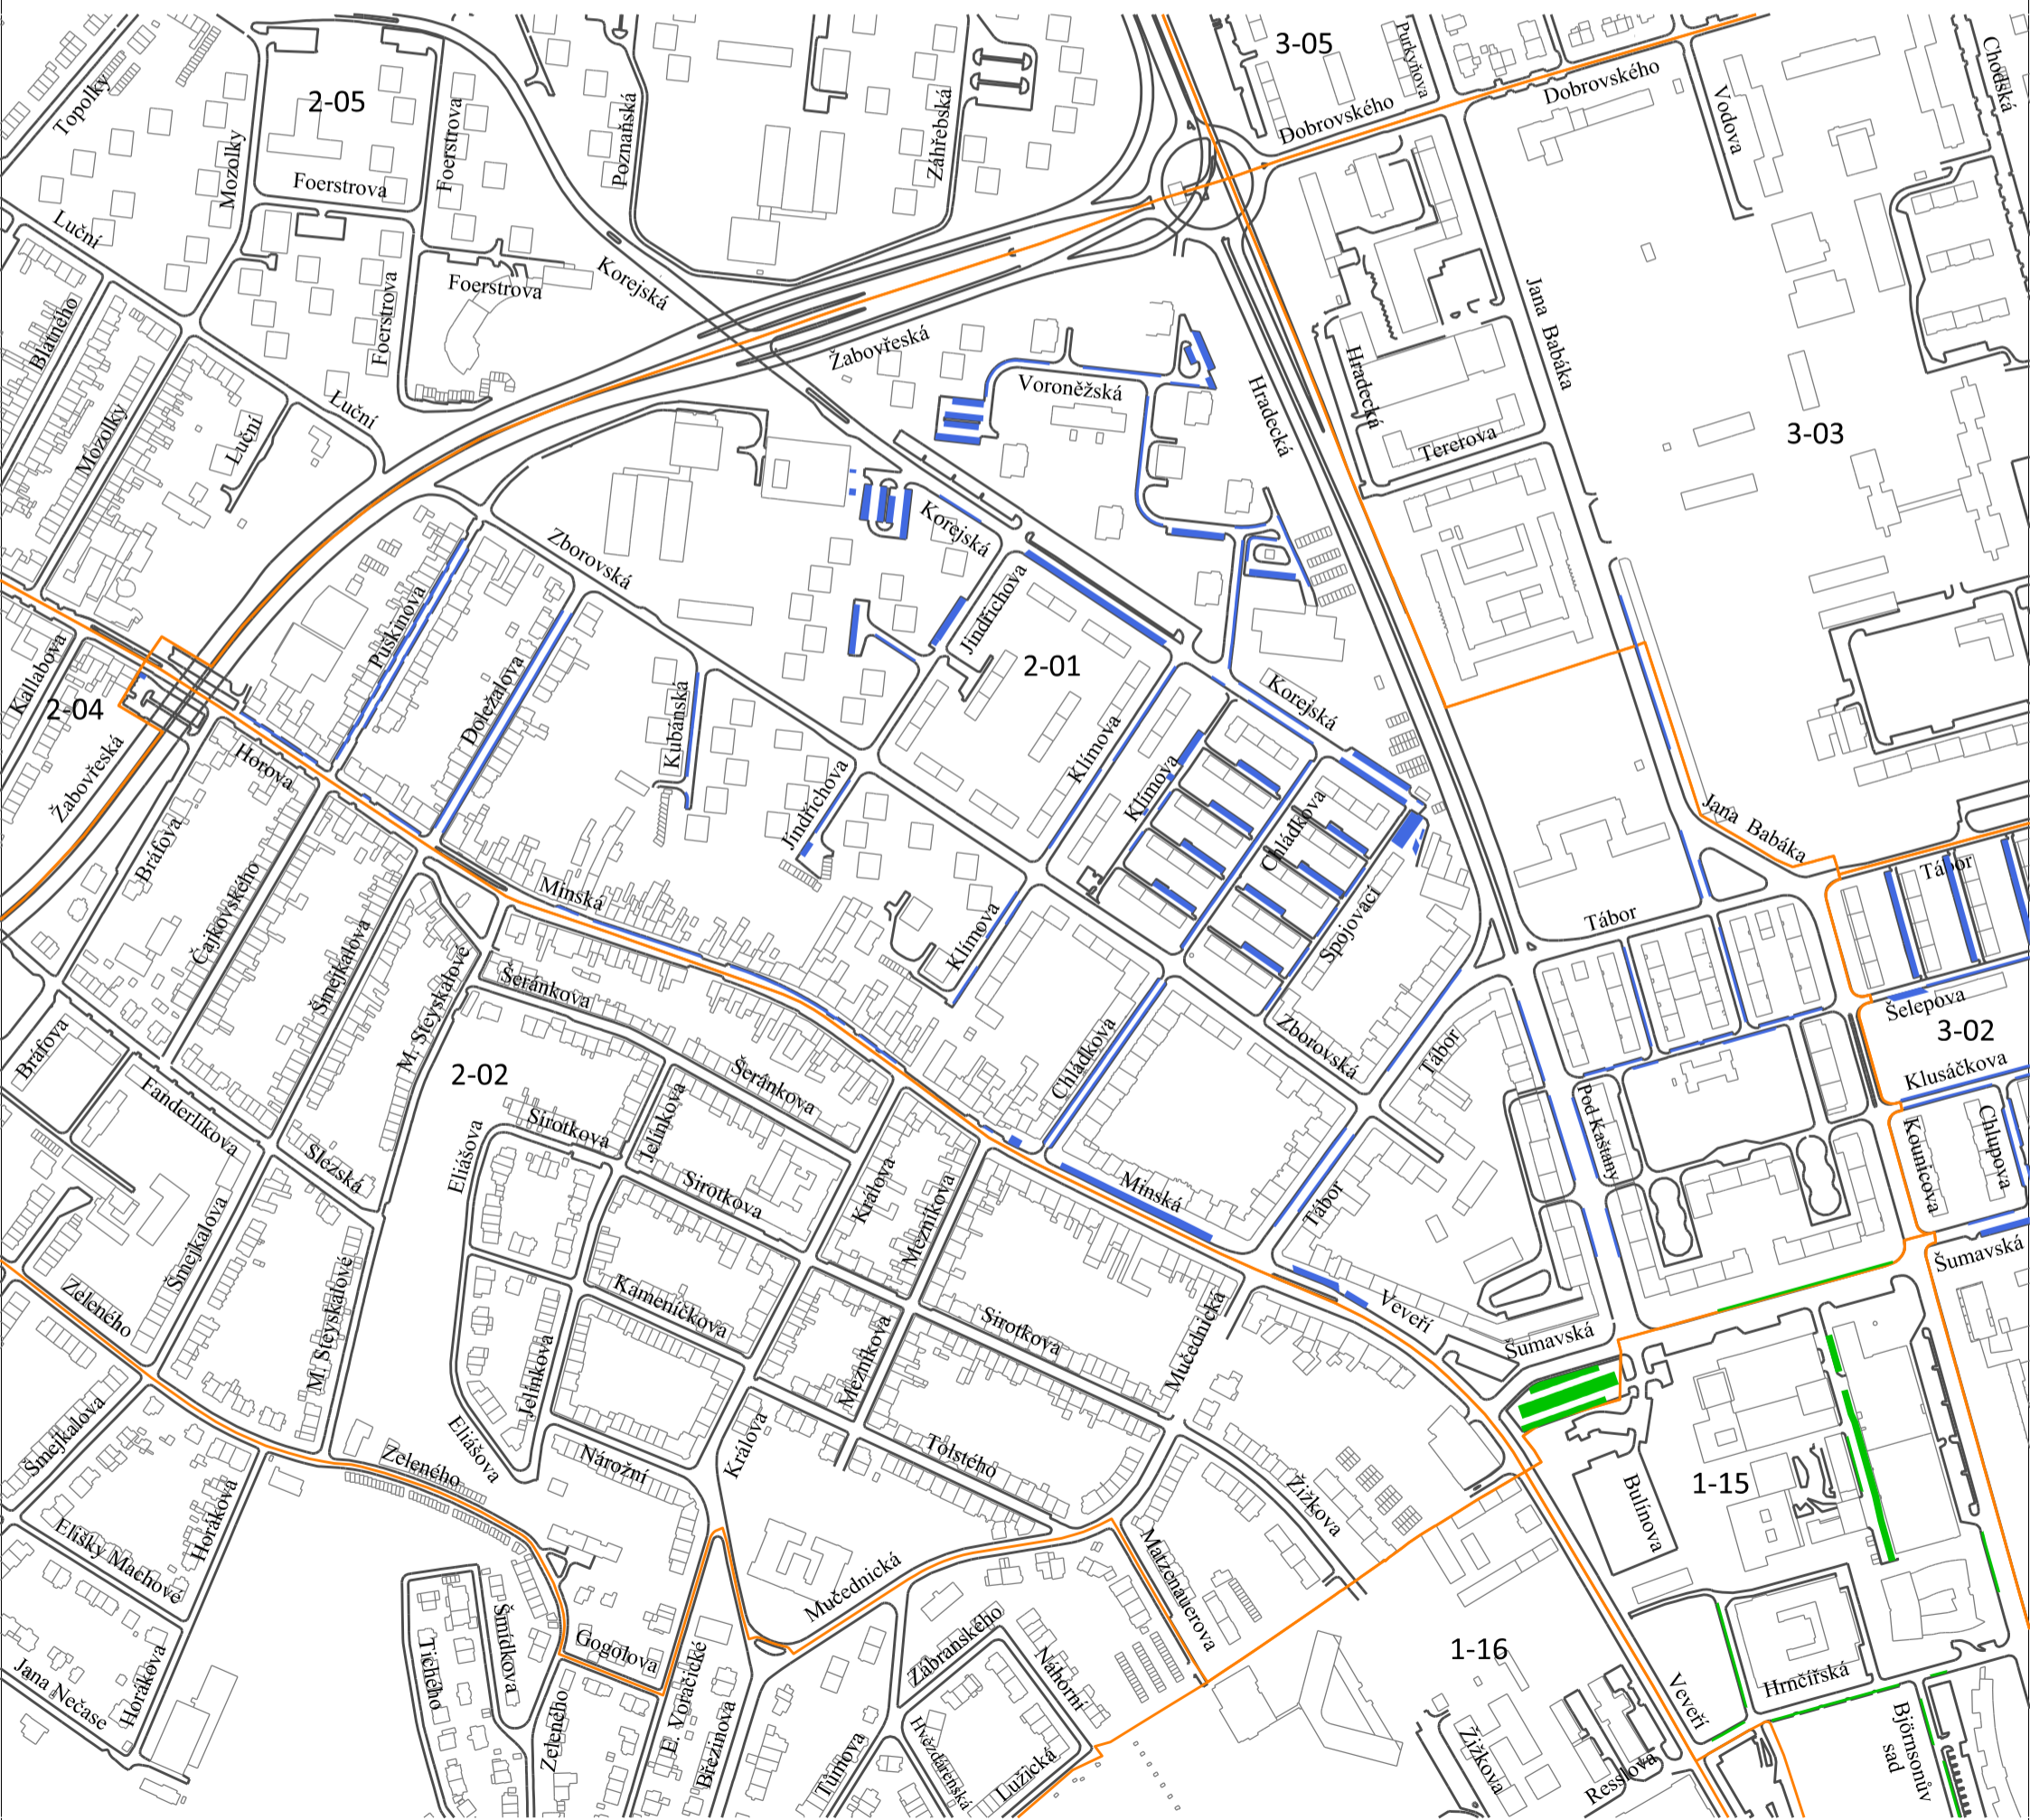 3-05
Purkyňova
Chodská
Dobrovského
Dobrovského
Topolky
2-05
Foerstrova
Poznaňská
Záhřebská
Vodova
Mozolky
Foerstrova
Luční
Korejská
Foerstrova
Foerstrova
Jana Babáka
Blatného
Žabovřeská
Hradecká
Voroněžská
Hradecká
Luční
Mozolky
Luční
Tererova
3-03
Korejská
Zborovská
Jindřichova
Puškinova
Kallabova
2-04
Doležalova
Kubánská
2-01
Korejská
Horova
Žabovřeská
Klímova
Klímova
Jindřichova
Chládkova
Jana Babáka
Bráfova
Tábor
Minská
Čajkovského
Šmejkalova
Klímova
Spojovací
Tábor
M. Steyskalové
Šeránkova
Šelepova
3-02
Bráfova
2-02
Šeránkova
Chládkova
Zborovská
Tábor
Klusáčkova
Fanderlíkova
Jelínkova
Sirotkova
Eliášova
Pod Kaštany
Chlupova
Kounicova
Slezská
Sirotkova
Králova
Mezníkova
Minská
Tábor
Šmejkalova
Šumavská
Zeleného
M. Steyskalové
Kameníčkova
Sirotkova
Mučednická
Veveří
Šumavská
Mezníkova
Jelínkova
Šmejkalova
Eliášova
Zeleného
Nárožní
Králova
Tolstého
Žižkova
Bulínova
1-15
Horákova
Elišky Machové
Matzenauerova
Mučednická
Šmídkova
Tichého
Gogolova
Zábranského
Náhorní
1-16
Jana Nečase
Horákova
Zeleného
E. Voračické
Březinova
Tůmova
Hvězdárenská
Lužická
Žižkova
Resslova
Veveří
Hrnčířská
Björnsonův
sad